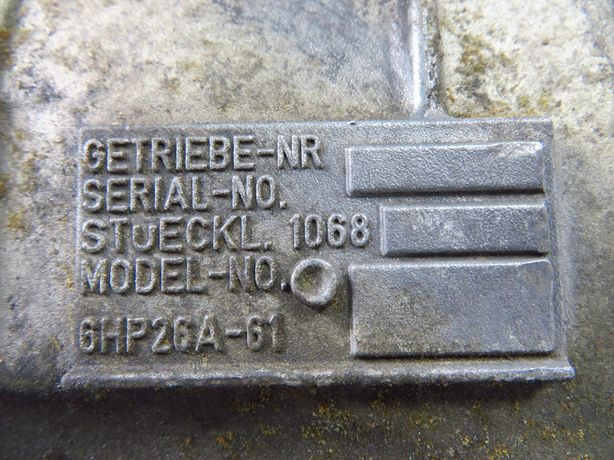 GETRIEBE-NR
SERIAL-NO.
STUECKL. 1068
MODEL-NO.
6HP26A-61